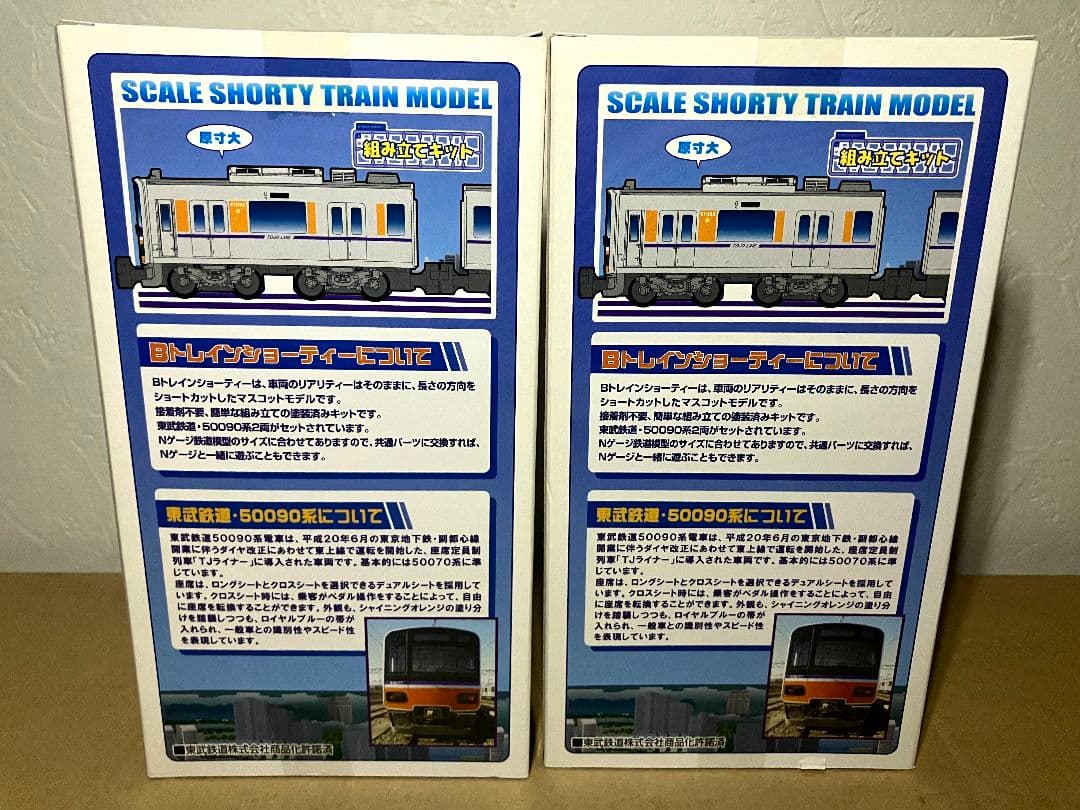 SCALE SHORTY TRAIN MODEL
原寸大
組み立てキット
51092
TOJO LINE
Bトレインショーティーについて
Bトレインショーティーは、車両のリアリティーはそのままに、長さの方向を
ショートカットしたマスコットモデルです。
接着剤不要、簡単な組み立ての塗装済みキットです。
東武鉄道・50090系2両がセットされています。
Nゲージ鉄道模型のサイズに合わせてありますので、共通パーツに交換すれば、
Nゲージと一緒に遊ぶこともできます。
東武鉄道・50090系について
東武鉄道50090系電車は、平成20年6月の東京地下鉄・副都心線
開業に伴うダイヤ改正にあわせて東上線で運転を開始した、座席定員制
列車「TJライナー」に導入された車両です。基本的には50070系に準
じています。
座席は、ロングシートとクロスシートを選択できるデュアルシートを採用して
います。クロスシート時には、乗客がペダル操作をすることによって、自由
に座席を転換することができます。外観も、シャイニングオレンジの塗り分
けを踏襲しつつも、ロイヤルブルーの帯が
入れられ、一般車との識別性やスピード性
を表現しています。
■東武鉄道株式会社商品化許諾済
SCALE SHORTY TRAIN MODEL
原寸大
組み立てキット
51092
TOJO LINE
Bトレインショーティーについて
Bトレインショーティーは、車両のリアリティーはそのままに、長さの方向を
ショートカットしたマスコットモデルです。
接着剤不要、簡単な組み立ての塗装済みキットです。
東武鉄道・50090系2両がセットされています。
Nゲージ鉄道模型のサイズに合わせてありますので、共通パーツに交換すれば、
Nゲージと一緒に遊ぶこともできます。
東武鉄道・50090系について
東武鉄道50090系電車は、平成20年6月の東京地下鉄・副都心線
開業に伴うダイヤ改正にあわせて東上線で運転を開始した、座席定員制
列車「TJライナー」に導入された車両です。基本的には50070系に準
じています。
座席は、ロングシートとクロスシートを選択できるデュアルシートを採用して
います。クロスシート時には、乗客がペダル操作をすることによって、自由
に座席を転換することができます。外観も、シャイニングオレンジの塗り分
けを踏襲しつつも、ロイヤルブルーの帯が
入れられ、一般車との識別性やスピード性
を表現しています。
■東武鉄道株式会社商品化許諾済